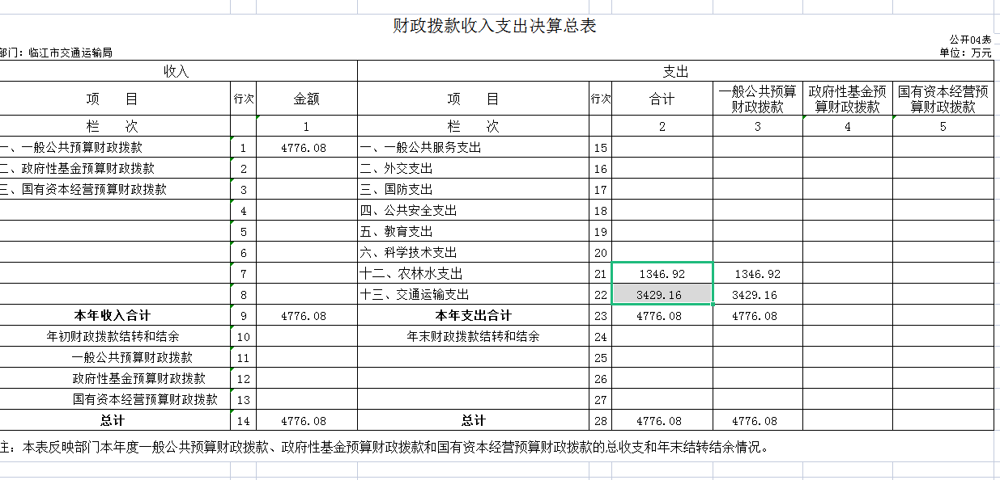 财政拨款收入支出决算总表
公开04表
部门：临江市交通运输局 单位：万元
收入 支出
项 目 行次 金额 项 目 行次 合计 一般公共预算财政拨款 政府性基金预算财政拨款 国有资本经营预算财政拨款
栏 次 1 栏 次 2 3 4 5
一、一般公共预算财政拨款 1 4776.08 一、一般公共服务支出 15
二、政府性基金预算财政拨款 2 二、外交支出 16
三、国有资本经营预算财政拨款 3 三、国防支出 17
4 四、公共安全支出 18
5 五、教育支出 19
6 六、科学技术支出 20
7 十二、农林水支出 21 1346.92 1346.92
8 十三、交通运输支出 22 3429.16 3429.16
本年收入合计 9 4776.08 本年支出合计 23 4776.08 4776.08
年初财政拨款结转和结余 10 年末财政拨款结转和结余 24
一般公共预算财政拨款 11 25
政府性基金预算财政拨款 12 26
国有资本经营预算财政拨款 13 27
总计 14 4776.08 总计 28 4776.08 4776.08
注：本表反映部门本年度一般公共预算财政拨款、政府性基金预算财政拨款和国有资本经营预算财政拨款的总收支和年末结转结余情况。